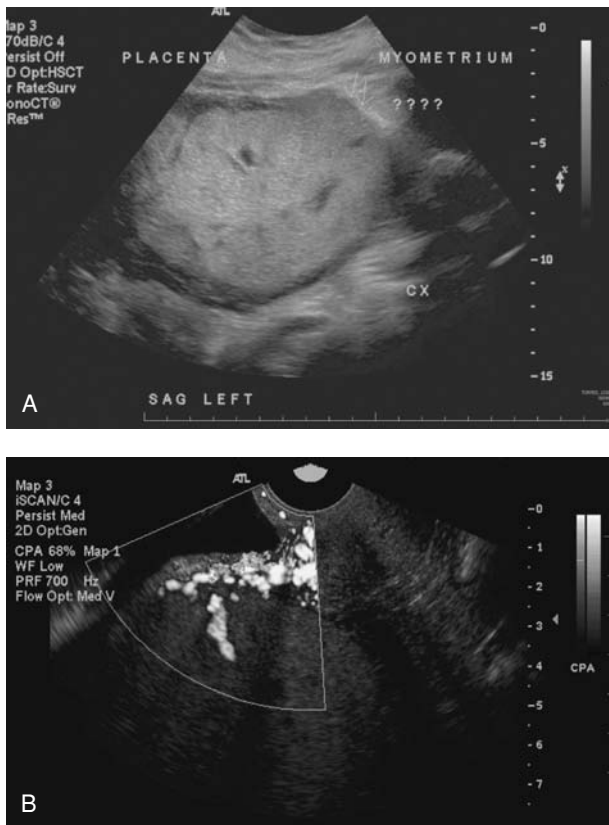 ATL
Map 3
70dB/C 4
ersist Off
D Opt:HSCT
r Rate:Surv
onoCT®
Res™
PLACENTA
MYOMETRIUM
????
CX
0
5
10
15
SAG LEFT
A
ATL
Map 3
iSCAN/C 4
Persist Med
2D Opt:Gen
CPA 68% Map 1
WF Low
PRF 700 Hz
Flow Opt: Med V
0
1
2
3
4
5
6
7
CPA
B